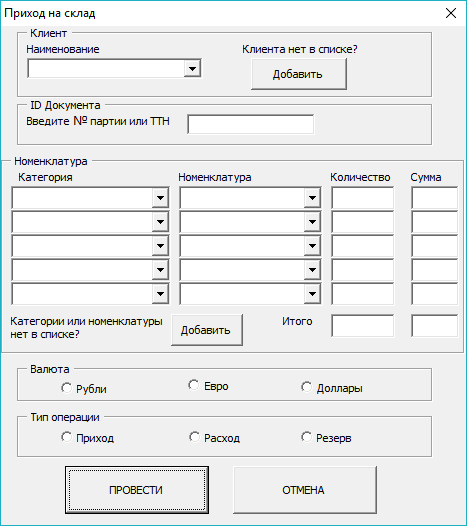 Приход на склад
Клиент
Наименование
Клиента нет в списке?
Добавить
ID Документа
Введите № партии или ТТН
Номенклатура
Категория Номенклатура Количество Сумма
Категории или номенклатуры
нет в списке?
Добавить
Итого
Валюта
Рубли Евро Доллары
Тип операции
Приход Расход Резерв
ПРОВЕСТИ ОТМЕНА